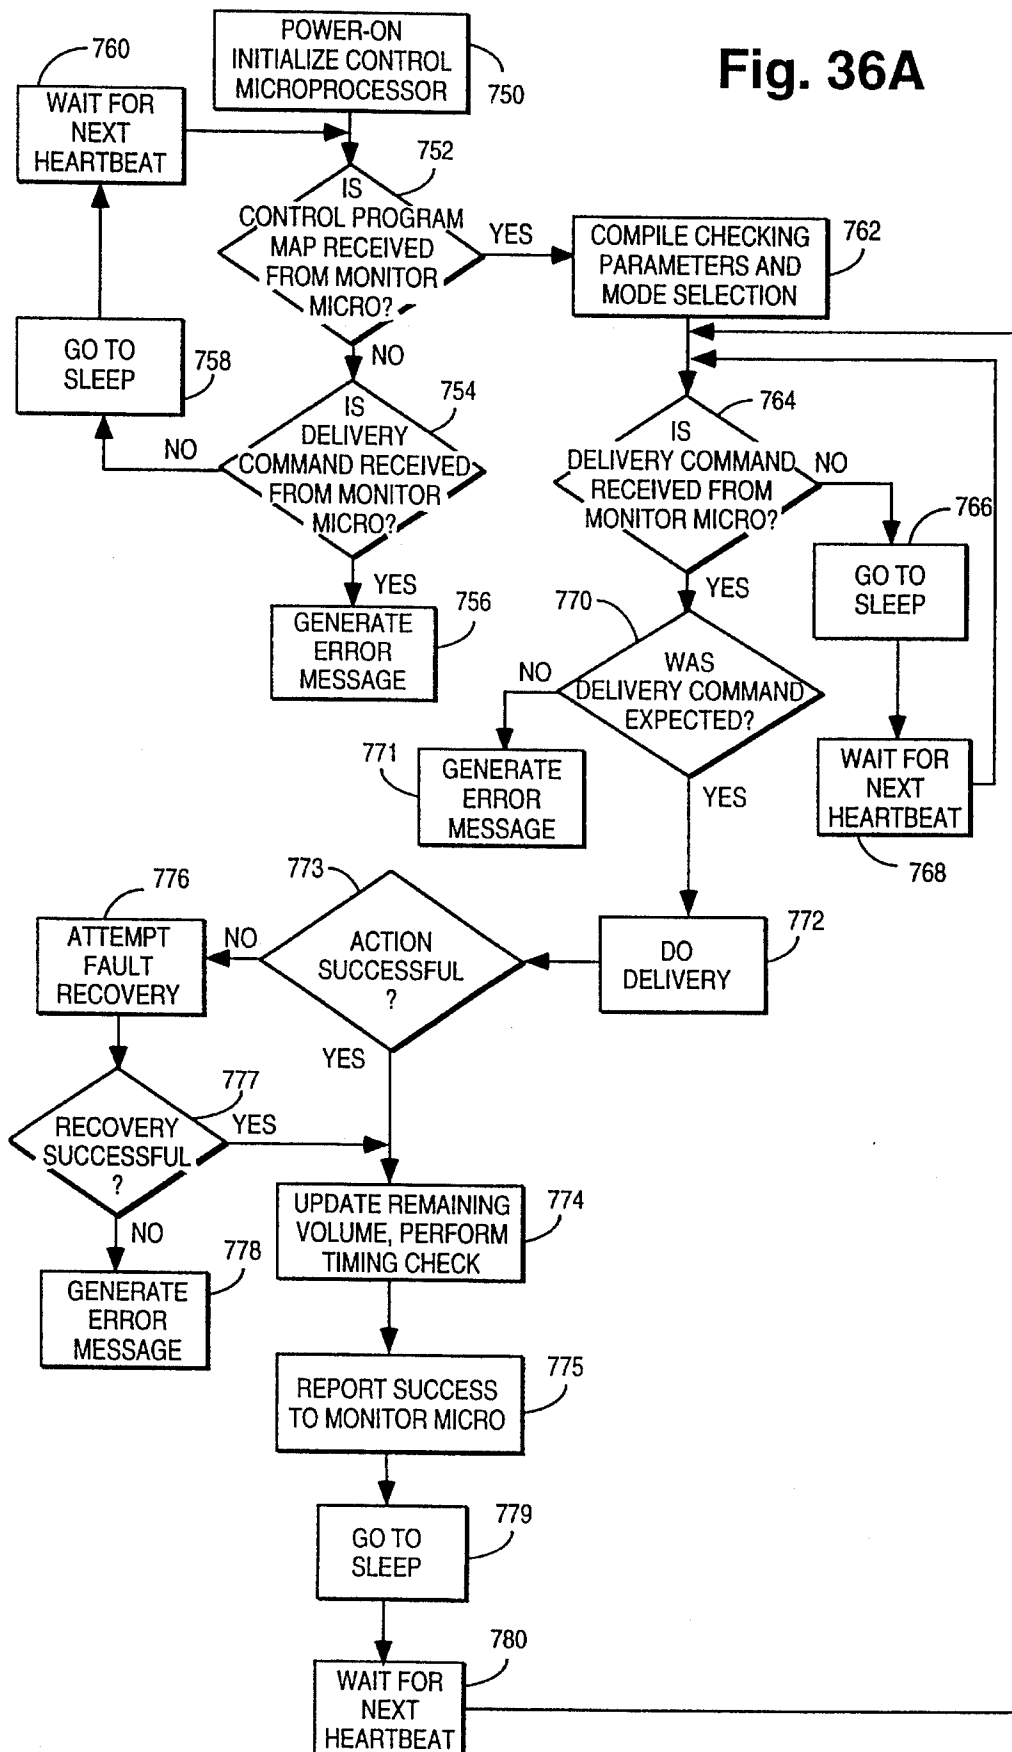 Fig. 36A
POWER-ON
INITIALIZE CONTROL
MICROPROCESSOR
750
760
WAIT FOR
NEXT
HEARTBEAT
752
IS
CONTROL PROGRAM
MAP RECEIVED
FROM MONITOR
MICRO?
YES
NO
COMPILE CHECKING
PARAMETERS AND
MODE SELECTION
762
GO TO
SLEEP
758
754
IS
DELIVERY
COMMAND RECEIVED
FROM MONITOR
MICRO?
NO
YES
GENERATE
ERROR
MESSAGE
756
764
IS
DELIVERY COMMAND
RECEIVED FROM
MONITOR MICRO?
NO
YES
766
GO TO
SLEEP
WAIT FOR
NEXT
HEARTBEAT
768
770
WAS
DELIVERY COMMAND
EXPECTED?
NO
YES
771
GENERATE
ERROR
MESSAGE
772
DO
DELIVERY
773
ACTION
SUCCESSFUL
?
NO
YES
776
ATTEMPT
FAULT
RECOVERY
777
RECOVERY
SUCCESSFUL
?
YES
NO
778
GENERATE
ERROR
MESSAGE
UPDATE REMAINING
VOLUME, PERFORM
TIMING CHECK
774
REPORT SUCCESS
TO MONITOR MICRO
775
GO TO
SLEEP
779
WAIT FOR
NEXT
HEARTBEAT
780